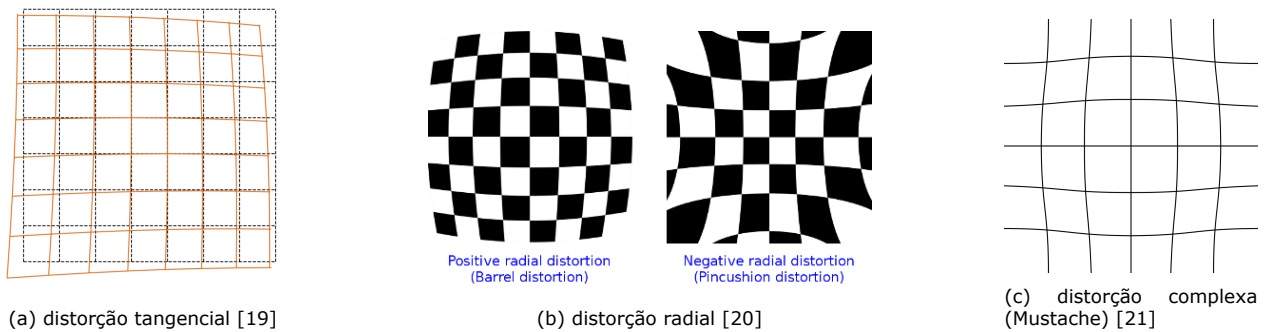 Positive radial distortion
(Barrel distortion)
Negative radial distortion
(Pincushion distortion)
(a) distorção tangencial [19]
(b) distorção radial [20]
(c) distorção complexa
(Mustache) [21]